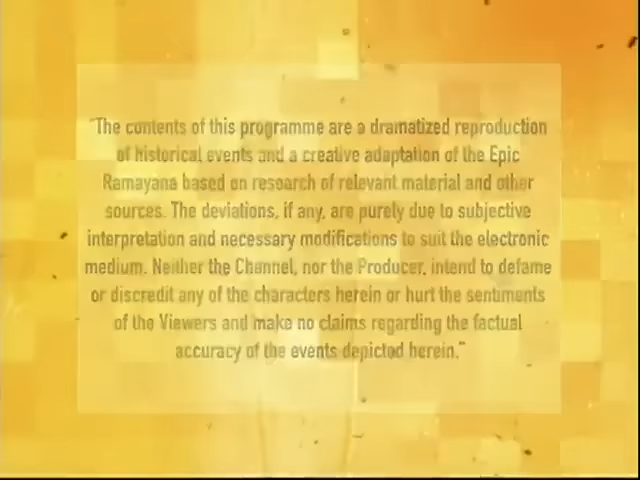 "The contents of this programme are a dramatized reproduction
of historical events and a creative adaptation of the Epic
Ramayana based on research of relevant material and other
sources. The deviations, if any, are purely due to subjective
interpretation and necessary modifications to suit the electronic
medium. Neither the Channel, nor the Producer, intend to defame
or discredit any of the characters herein or hurt the sentiments
of the Viewers and make no claims regarding the factual
accuracy of the events depicted herein."